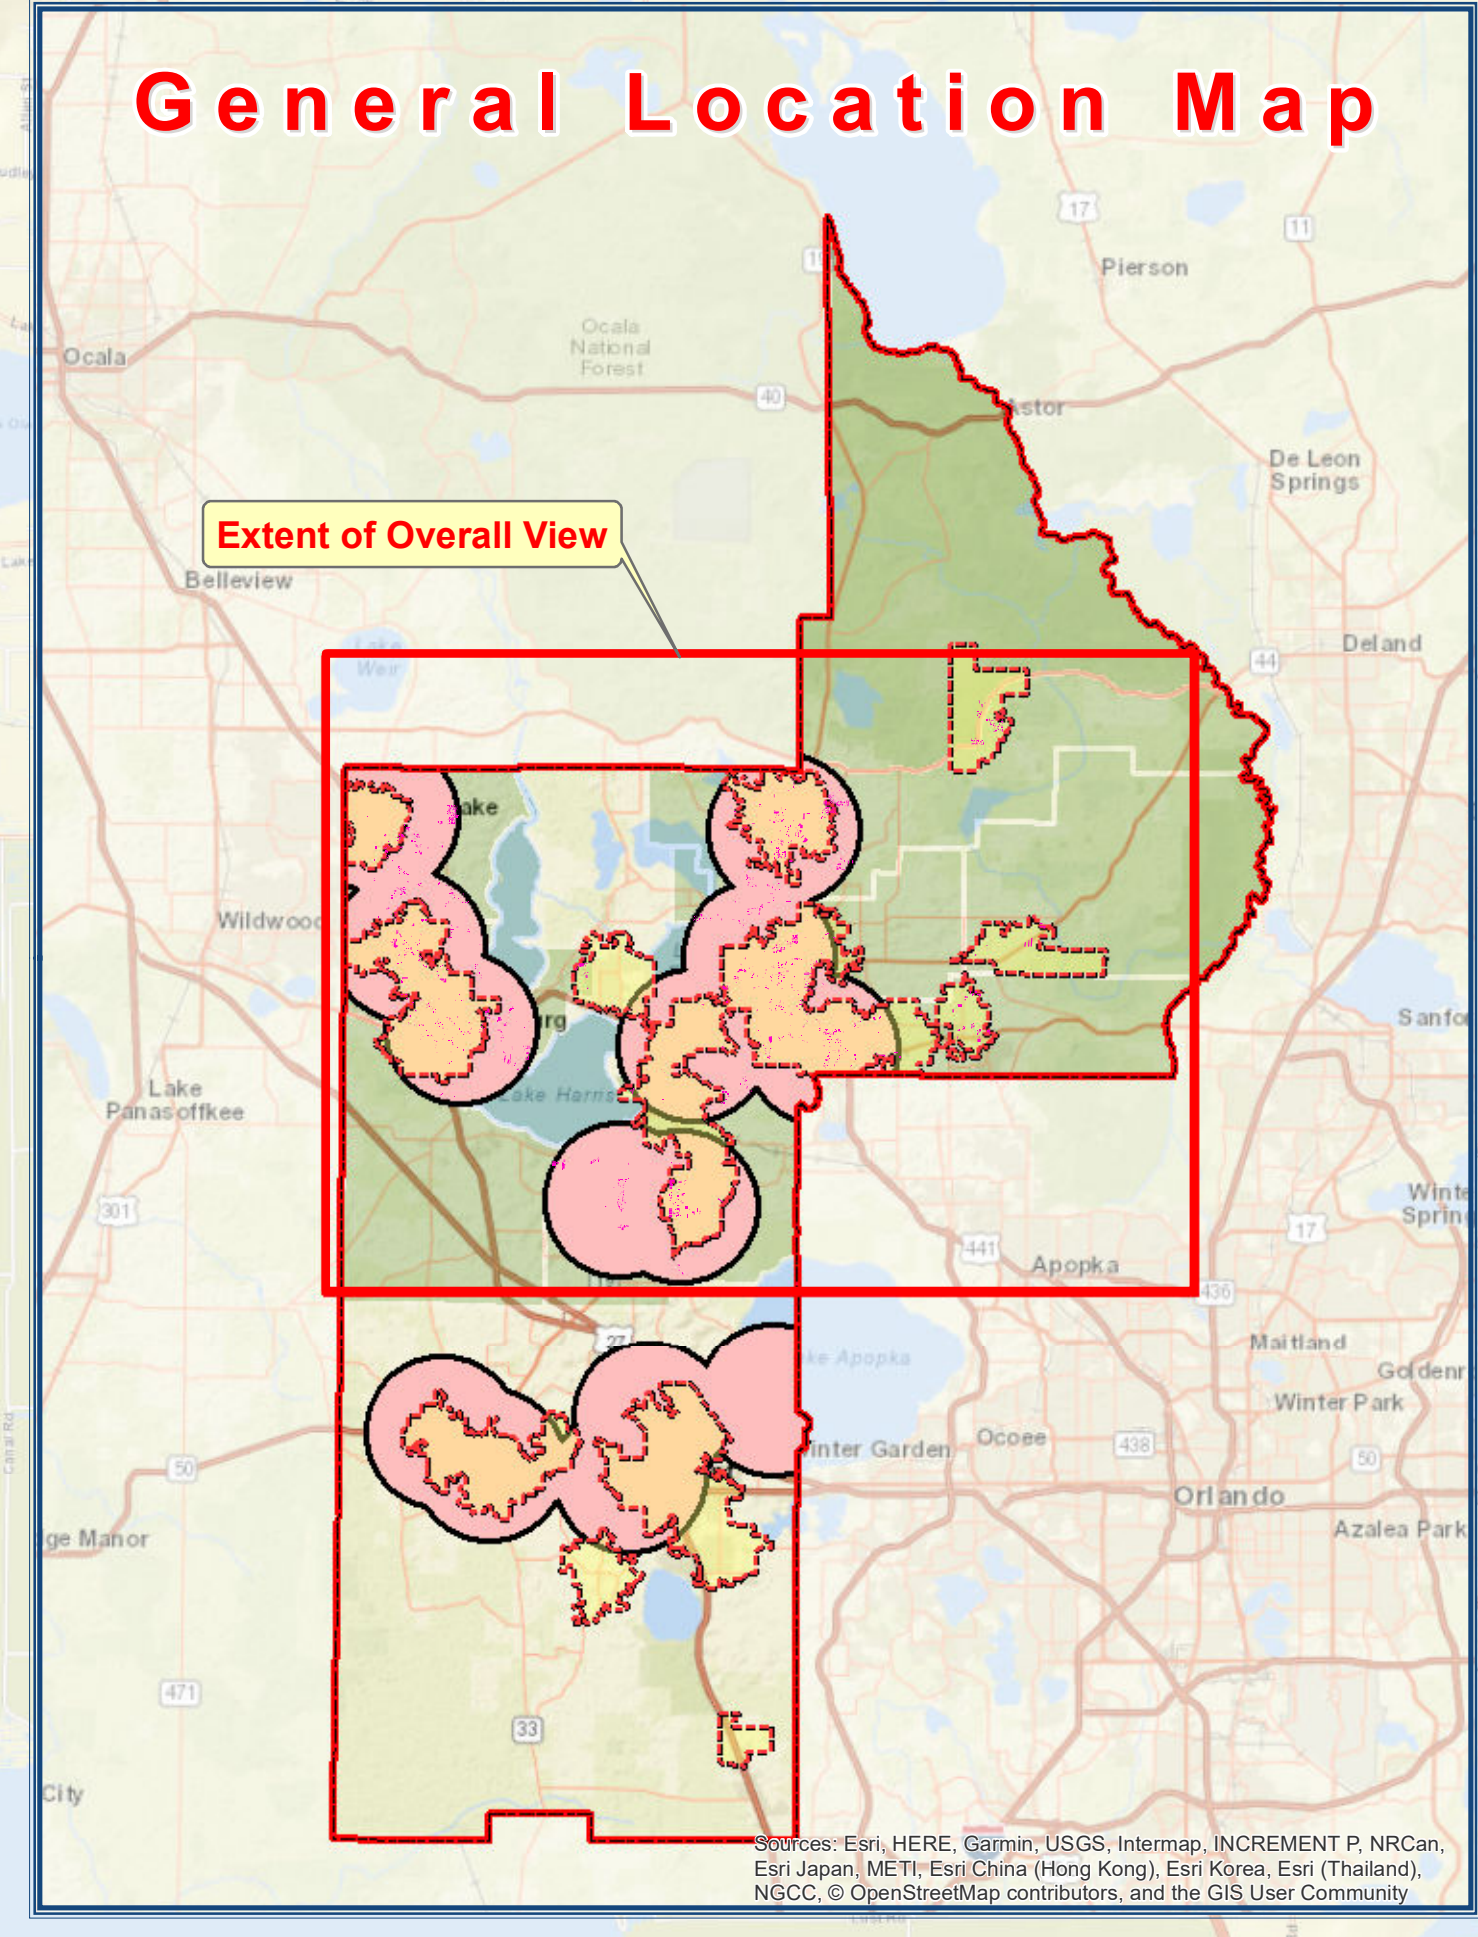 General Location Map
17
11
19
Pierson
Ocala
National
Forest
Ocala
40
Astor
De Leon
Springs
Extent of Overall View
Belleview
Lake
Weir
Deland
44
ake
Wildwood
Sanfo
rg
Lake Harris
Lake
Panasoffkee
301
Winte
Spring
17
441
Apopka
436
Maitland
27
ke Apopka
Goldenr
Winter Park
Canal Rd
inter Garden
Ocoee
438
50
50
Orlando
Azalea Park
ge Manor
471
33
City
Sources: Esri, HERE, Garmin, USGS, Intermap, INCREMENT P, NRCan,
Esri Japan, METI, Esri China (Hong Kong), Esri Korea, Esri (Thailand),
NGCC, © OpenStreetMap contributors, and the GIS User Community